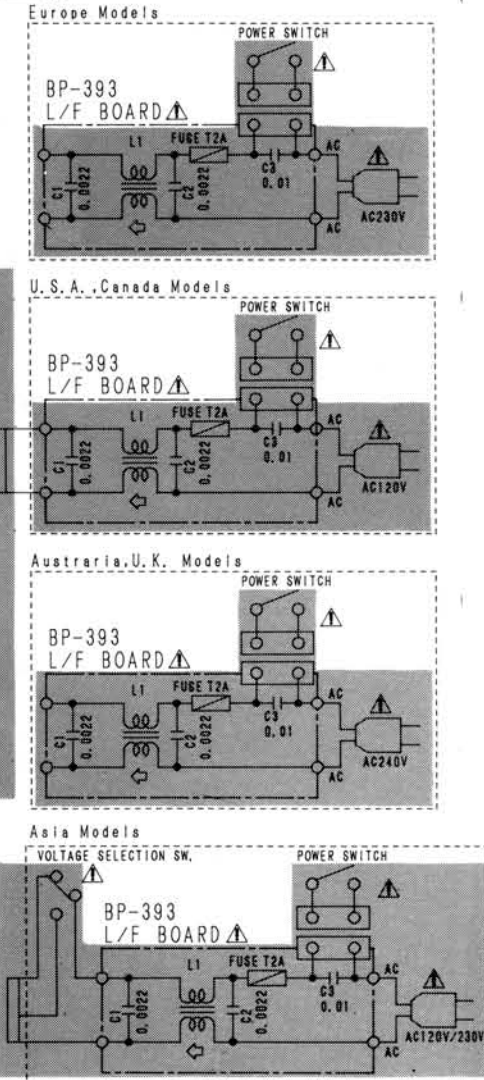 Europe Models
POWER SWITCH
BP-393
L/F BOARD
L1
FUSE T2A
AC
C1
0.0022
C2
0.0022
C3
0.01
AC
AC230V
U.S.A.,Canada Models
POWER SWITCH
BP-393
L/F BOARD
L1
FUSE T2A
AC
C1
0.0022
C2
0.0022
C3
0.01
AC
AC120V
Austraria,U.K. Models
POWER SWITCH
BP-393
L/F BOARD
L1
FUSE T2A
AC
C1
0.0022
C2
0.0022
C3
0.01
AC
AC240V
Asia Models
VOLTAGE SELECTION SW.
POWER SWITCH
BP-393
L/F BOARD
L1
FUSE T2A
AC
C1
0.0022
C2
0.0022
C3
0.01
AC
AC120V/230V